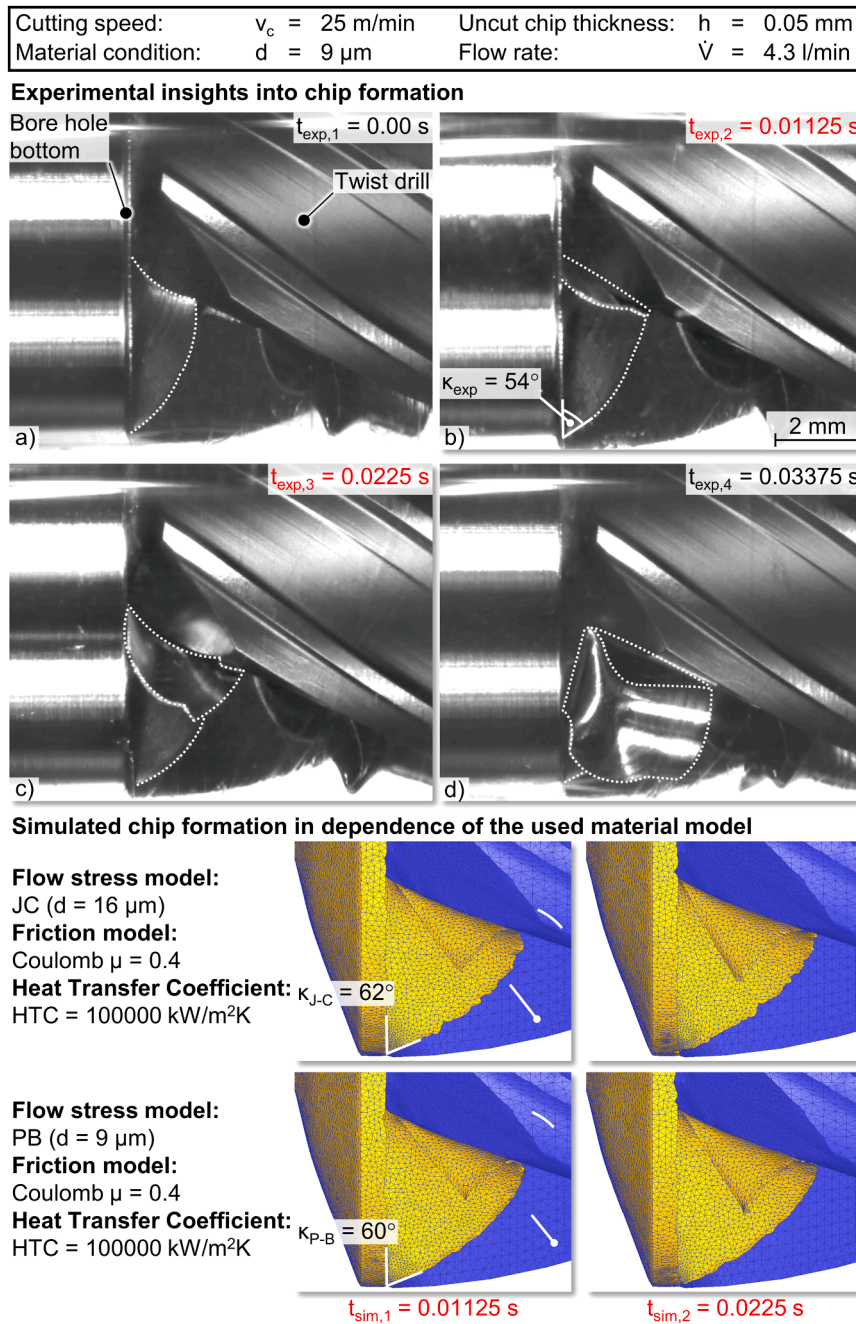 Cutting speed: v_c = 25 m/min Uncut chip thickness: h = 0.05 mm
Material condition: d = 9 µm Flow rate: V̇ = 4.3 l/min
Experimental insights into chip formation
Bore hole
bottom
t_exp,1 = 0.00 s
Twist drill
a)
t_exp,2 = 0.01125 s
κ_exp = 54°
2 mm
b)
t_exp,3 = 0.0225 s
c)
t_exp,4 = 0.03375 s
d)
Simulated chip formation in dependence of the used material model
Flow stress model:
JC (d = 16 µm)
Friction model:
Coulomb µ = 0.4
Heat Transfer Coefficient:
HTC = 100000 kW/m²K
κ_J-C = 62°
Flow stress model:
PB (d = 9 µm)
Friction model:
Coulomb µ = 0.4
Heat Transfer Coefficient:
HTC = 100000 kW/m²K
κ_P-B = 60°
t_sim,1 = 0.01125 s
t_sim,2 = 0.0225 s